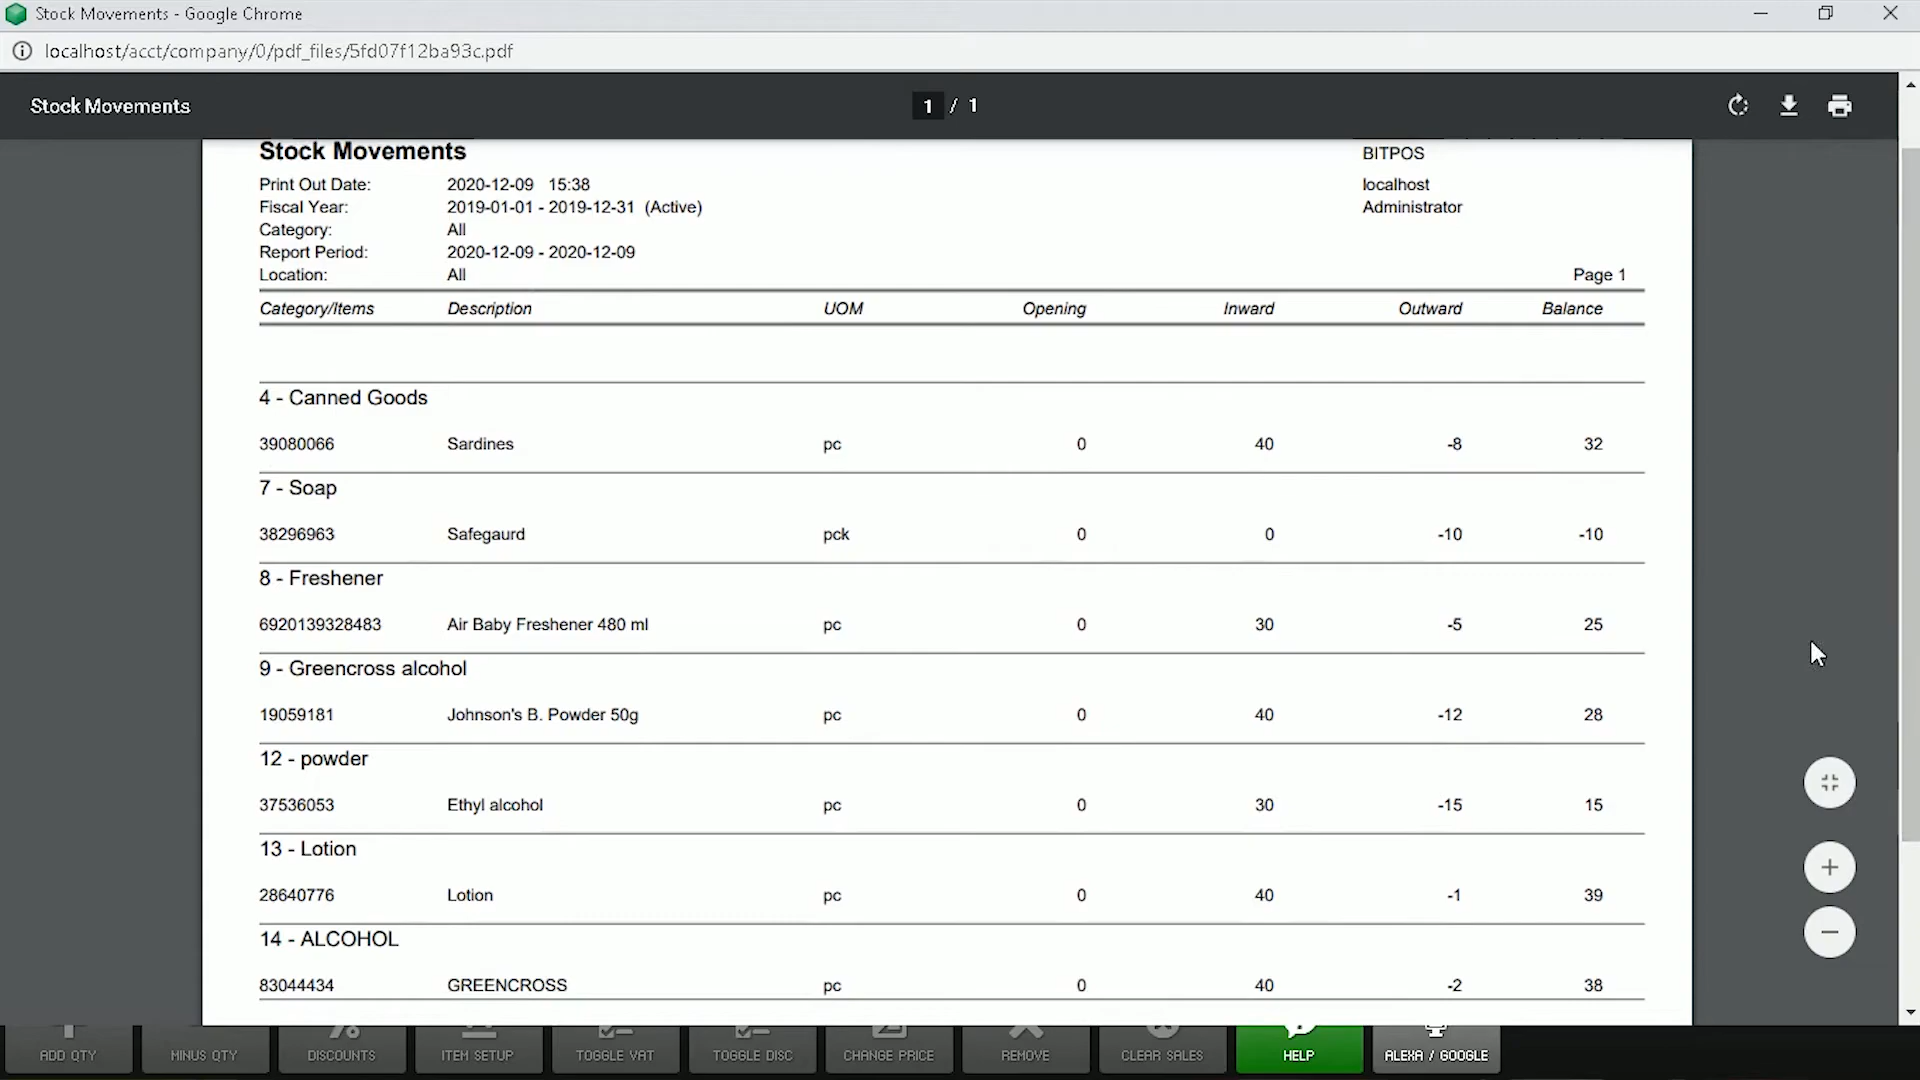 Stock Movements - Google Chrome
localhost/acct/company/0/pdf_files/5fd07f12ba93c.pdf
Stock Movements 1 / 1
Stock Movements BITPOS
Print Out Date: 2020-12-09 15:38 localhost
Fiscal Year: 2019-01-01 - 2019-12-31 (Active) Administrator
Category: All
Report Period: 2020-12-09 - 2020-12-09
Location: All Page 1
Category/Items Description UOM Opening Inward Outward Balance
4 - Canned Goods
39080066 Sardines pc 0 40 -8 32
7 - Soap
38296963 Safegaurd pck 0 0 -10 -10
8 - Freshener
6920139328483 Air Baby Freshener 480 ml pc 0 30 -5 25
9 - Greencross alcohol
19059181 Johnson's B. Powder 50g pc 0 40 -12 28
12 - powder
37536053 Ethyl alcohol pc 0 30 -15 15
13 - Lotion
28640776 Lotion pc 0 40 -1 39
14 - ALCOHOL
83044434 GREENCROSS pc 0 40 -2 38
ADD QTY MINUS QTY DISCOUNTS ITEM SETUP TOGGLE VAT TOGGLE DISC CHANGE PRICE REMOVE CLEAR SALES HELP ALEXA / GOOGLE